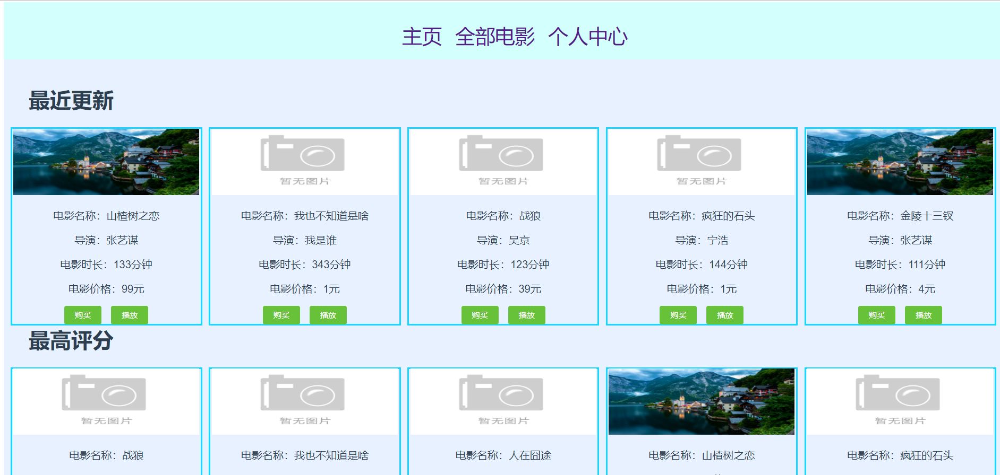 主页 全部电影 个人中心
最近更新
暂无图片
暂无图片
暂无图片
电影名称：山楂树之恋
导演：张艺谋
电影时长：133分钟
电影价格：99元
购买 播放
电影名称：我也不知道是啥
导演：我是谁
电影时长：343分钟
电影价格：1元
购买 播放
电影名称：战狼
导演：吴京
电影时长：123分钟
电影价格：39元
购买 播放
电影名称：疯狂的石头
导演：宁浩
电影时长：144分钟
电影价格：1元
购买 播放
电影名称：金陵十三钗
导演：张艺谋
电影时长：111分钟
电影价格：4元
购买 播放
最高评分
暂无图片
暂无图片
暂无图片
暂无图片
电影名称：战狼
电影名称：我也不知道是啥
电影名称：人在囧途
电影名称：山楂树之恋
电影名称：疯狂的石头